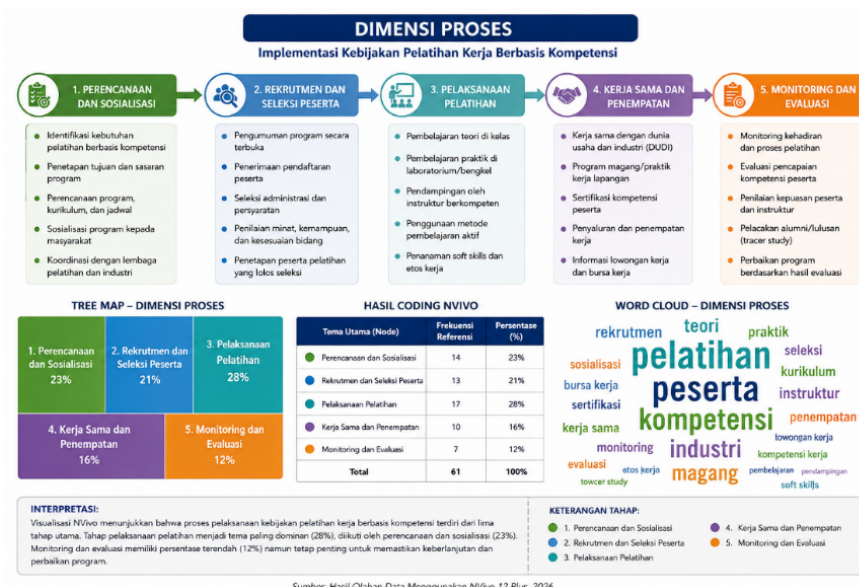 DIMENSI PROSES
Implementasi Kebijakan Pelatihan Kerja Berbasis Kompetensi
1. PERENCANAAN
DAN SOSIALISASI
Identifikasi kebutuhan
pelatihan berbasis kompetensi
Penetapan tujuan dan sasaran
program
Perencanaan program,
kurikulum, dan jadwal
Sosialisasi program kepada
masyarakat
Koordinasi dengan lembaga
pelatihan dan industri
2. REKRUTMEN DAN
SELEKSI PESERTA
Pengumuman program secara
terbuka
Penerimaan pendaftaran
peserta
Seleksi administrasi dan
persyaratan
Penilaian minat, kemampuan,
dan kesesuaian bidang
Penetapan peserta pelatihan
yang lolos seleksi
3. PELAKSANAAN
PELATIHAN
Pembelajaran teori di kelas
Pembelajaran praktik di
laboratorium/bengkel
Pendampingan oleh
instruktur berkompeten
Penggunaan metode
pembelajaran aktif
Penanaman soft skills dan
etos kerja
4. KERJA SAMA DAN
PENEMPATAN
Kerja sama dengan dunia
usaha dan industri (DUDI)
Program magang/praktik
kerja lapangan
Sertifikasi kompetensi
peserta
Penyaluran dan penempatan
kerja
Informasi lowongan kerja
dan bursa kerja
5. MONITORING DAN
EVALUASI
Monitoring kehadiran
dan proses pelatihan
Evaluasi pencapaian
kompetensi peserta
Penilaian kepuasan peserta
dan instruktur
Pelacakan alumni/lulusan
(tracer study)
Perbaikan program
berdasarkan hasil evaluasi
TREE MAP – DIMENSI PROSES
1. Perencanaan
dan Sosialisasi
23%
2. Rekrutmen dan
Seleksi Peserta
21%
3. Pelaksanaan
Pelatihan
28%
4. Kerja Sama dan
Penempatan
16%
5. Monitoring dan
Evaluasi
12%
HASIL CODING NVIVO
Tema Utama (Node) Frekuensi Referensi Persentase (%)
Perencanaan dan Sosialisasi 14 23%
Rekrutmen dan Seleksi Peserta 13 21%
Pelaksanaan Pelatihan 17 28%
Kerja Sama dan Penempatan 10 16%
Monitoring dan Evaluasi 7 12%
Total 61 100%
WORD CLOUD – DIMENSI PROSES
rekrutmen teori praktik
sosialisasi pelatihan seleksi
kurikulum
bursa kerja peserta instruktur
sertifikasi
kerja sama kompetensi penempatan
towongan kerja
monitoring industri kompetensi kerja
evaluasi etos kerja magang pembelajaran pendampingan
towcer study soft skills
INTERPRETASI:
Visualisasi NVivo menunjukkan bahwa proses pelaksanaan kebijakan pelatihan kerja berbasis kompetensi terdiri dari lima
tahap utama. Tahap pelaksanaan pelatihan menjadi tema paling dominan (28%), diikuti oleh perencanaan dan sosialisasi (23%).
Monitoring dan evaluasi memiliki persentase terendah (12%) namun tetap penting untuk memastikan keberlanjutan dan
perbaikan program.
KETERANGAN TAHAP:
1. Perencanaan dan Sosialisasi
2. Rekrutmen dan Seleksi Peserta
3. Pelaksanaan Pelatihan
4. Kerja Sama dan Penempatan
5. Monitoring dan Evaluasi
Sumber: Hasil Olahan Data Menggunakan NVivo 12 Plus, 2026